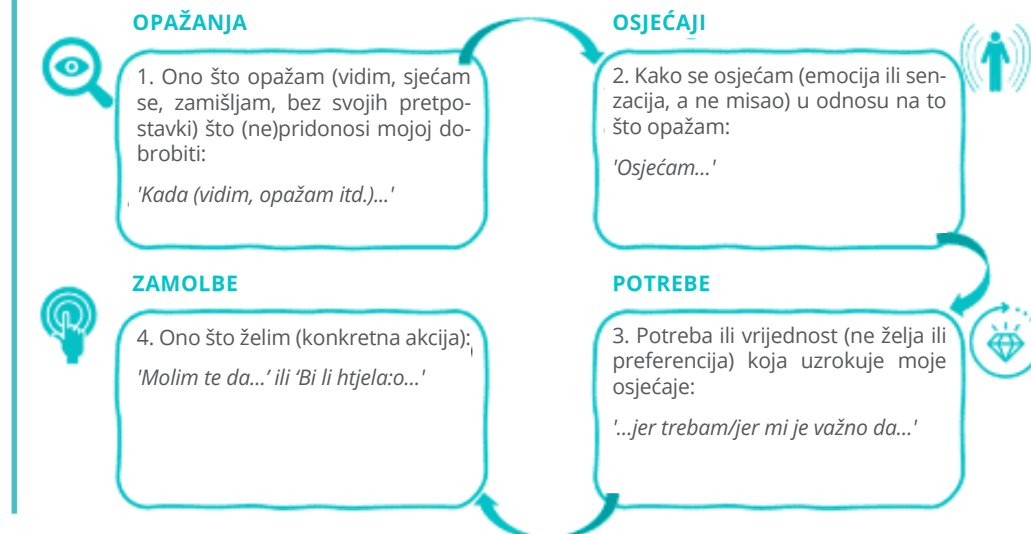 OPAŽANJA
1. Ono što opažam (vidim, sjećam
se, zamišljam, bez svojih pretpo-
stavki) što (ne)pridonosi mojoj do-
brobiti:
'Kada (vidim, opažam itd.)...'
OSJEĆAJI
2. Kako se osjećam (emocija ili sen-
zacija, a ne misao) u odnosu na to
što opažam:
'Osjećam...'
POTREBE
3. Potreba ili vrijednost (ne želja ili
preferencija) koja uzrokuje moje
osjećaje:
'...jer trebam/jer mi je važno da...'
ZAMOLBE
4. Ono što želim (konkretna akcija):
'Molim te da...’ ili ‘Bi li htjela:o...'